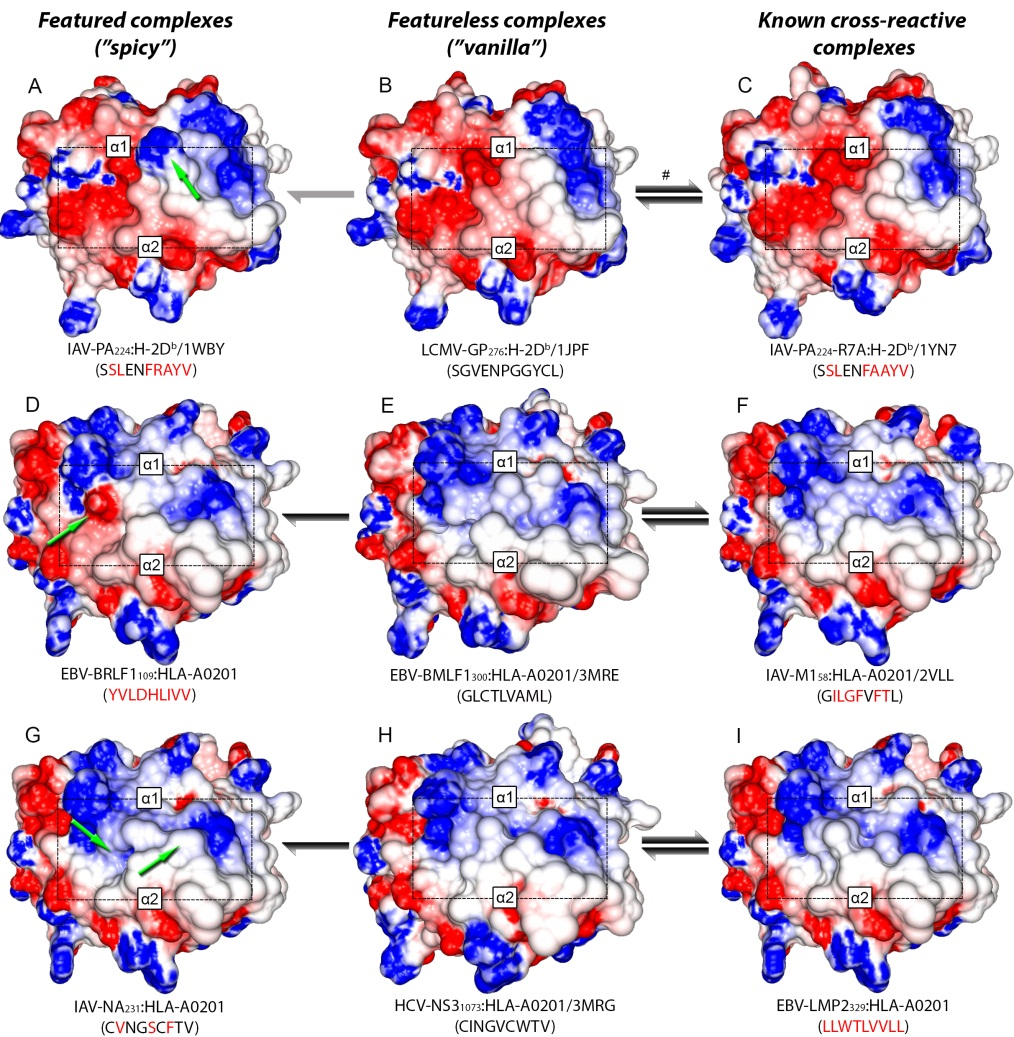 Featured complexes
("spicy")
Featureless complexes
("vanilla")
Known cross-reactive
complexes
A
α1
α2
IAV-PA224:H-2Dᵇ/1WBY
(SSLENFRAYV)
B
α1
α2
LCMV-GP276:H-2Dᵇ/1JPF
(SGVENPGGYCL)
#
C
α1
α2
IAV-PA224-R7A:H-2Dᵇ/1YN7
(SSLENFAAYV)
D
α1
α2
EBV-BRLF1109:HLA-A0201
(YVLDHLIVV)
E
α1
α2
EBV-BMLF1300:HLA-A0201/3MRE
(GLCTLVAML)
F
α1
α2
IAV-M158:HLA-A0201/2VLL
(GILGFVFTL)
G
α1
α2
IAV-NA231:HLA-A0201
(CVNGSCFTV)
H
α1
α2
HCV-NS31073:HLA-A0201/3MRG
(CINGVCWTV)
I
α1
α2
EBV-LMP2329:HLA-A0201
(LLWTLVVLL)